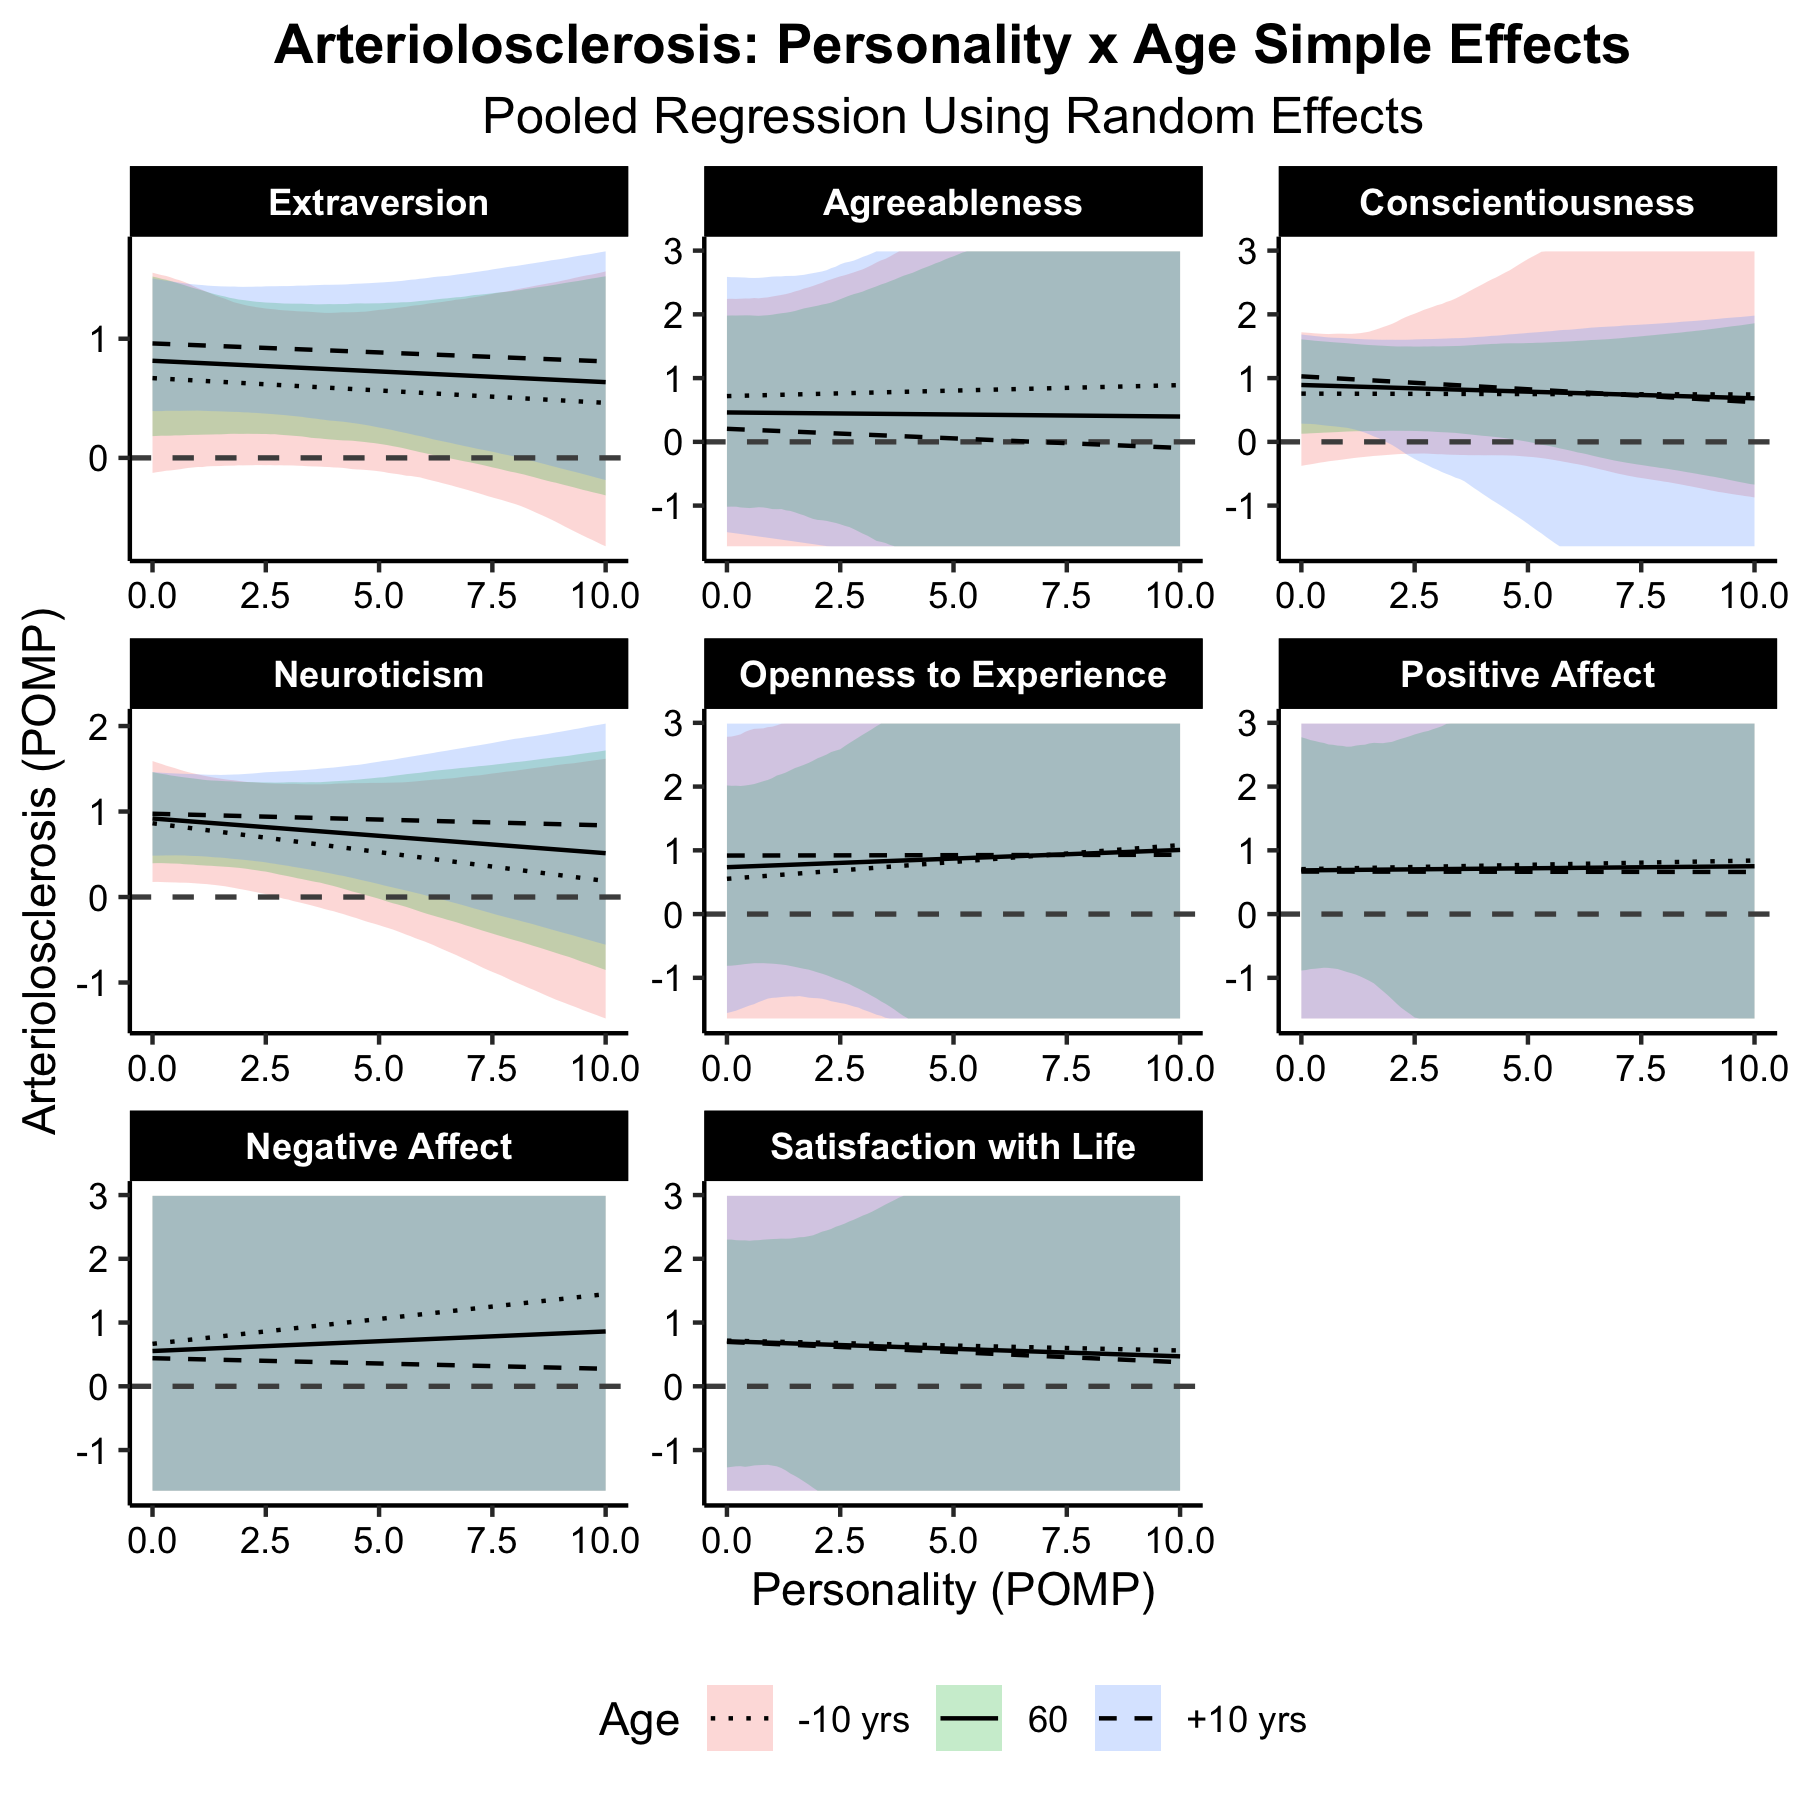 Arteriolosclerosis: Personality x Age Simple Effects
Pooled Regression Using Random Effects
Extraversion
Agreeableness
Conscientiousness
1
0
3
2
1
0
-1
3
2
1
0
-1
0.0 2.5 5.0 7.5 10.0
0.0 2.5 5.0 7.5 10.0
0.0 2.5 5.0 7.5 10.0
Arteriolosclerosis (POMP)
Neuroticism
Openness to Experience
Positive Affect
2
1
0
-1
3
2
1
0
-1
3
2
1
0
-1
0.0 2.5 5.0 7.5 10.0
0.0 2.5 5.0 7.5 10.0
0.0 2.5 5.0 7.5 10.0
Negative Affect
Satisfaction with Life
3
2
1
0
-1
3
2
1
0
-1
0.0 2.5 5.0 7.5 10.0
0.0 2.5 5.0 7.5 10.0
Personality (POMP)
Age -10 yrs 60 +10 yrs